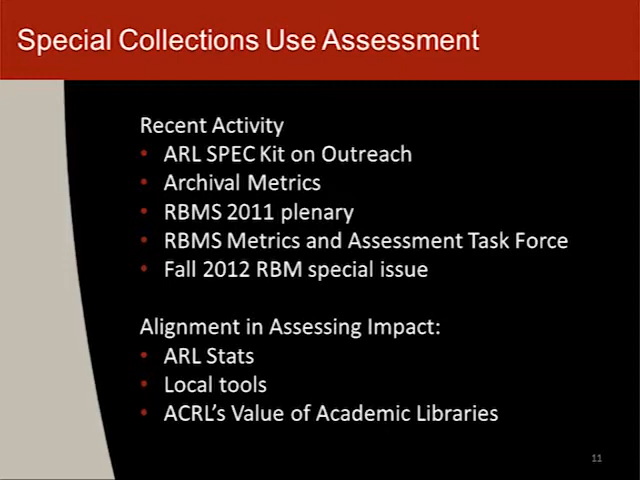 Special Collections Use Assessment
Recent Activity
• ARL SPEC Kit on Outreach
• Archival Metrics
• RBMS 2011 plenary
• RBMS Metrics and Assessment Task Force
• Fall 2012 RBM special issue
Alignment in Assessing Impact:
• ARL Stats
• Local tools
• ACRL’s Value of Academic Libraries
11